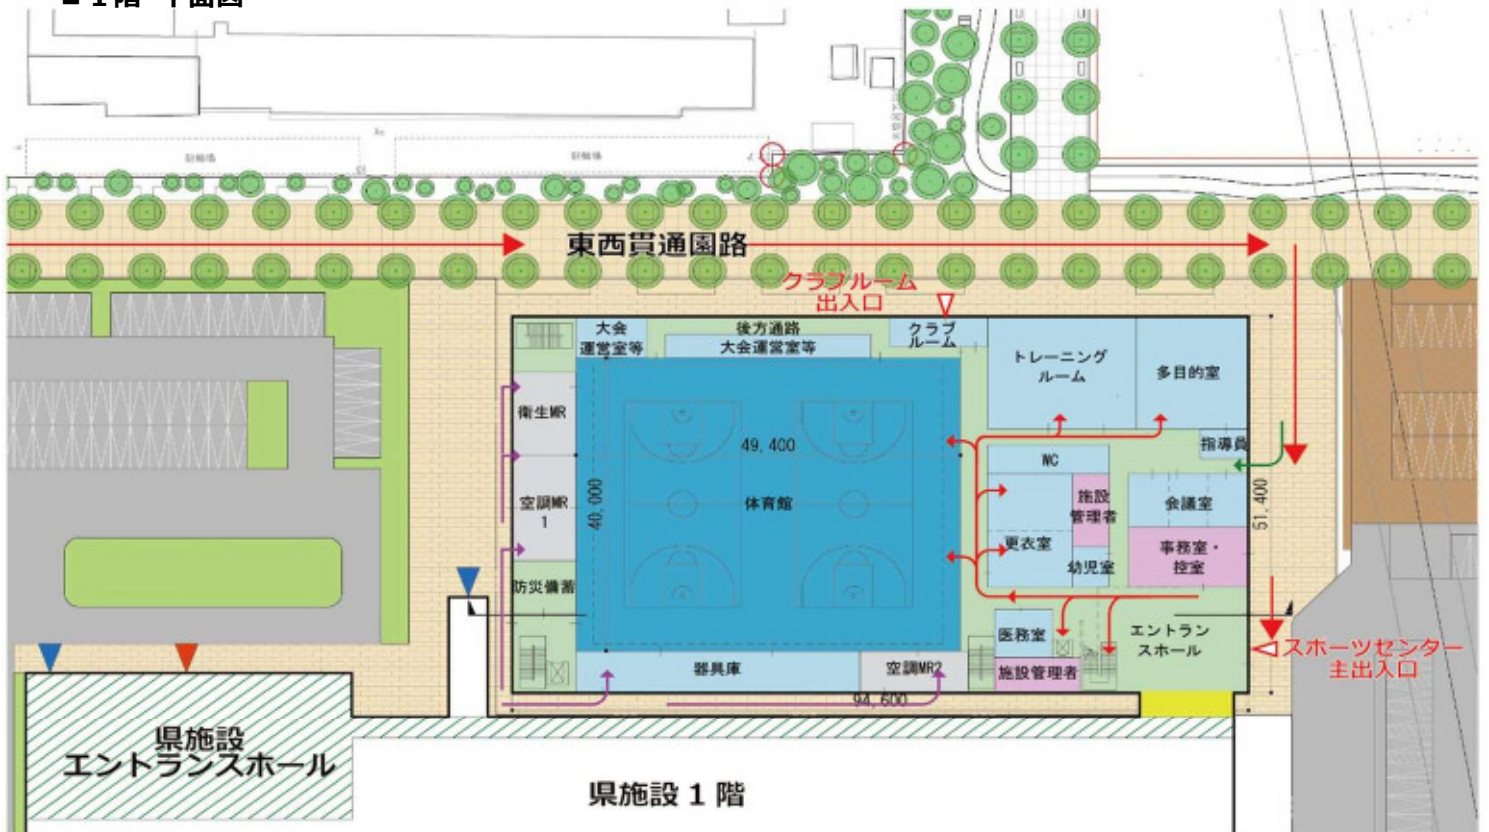 1階 平面図
駐輪場
駐輪場
東西貫通園路
クラブルーム
出入口
大会
運営室等
後方通路
大会運営室等
クラブ
ルーム
トレーニング
ルーム
多目的室
衛生MR
49,400
指導員
WC
空調MR
1
40,000
体育館
施設
管理者
会議室
51,400
更衣室
事務室・
控室
幼児室
防災備蓄
医務室
エントラン
スホール
スポーツセンター
主出入口
器具庫
空調MR2
施設管理者
94,600
県施設
エントランスホール
県施設1階